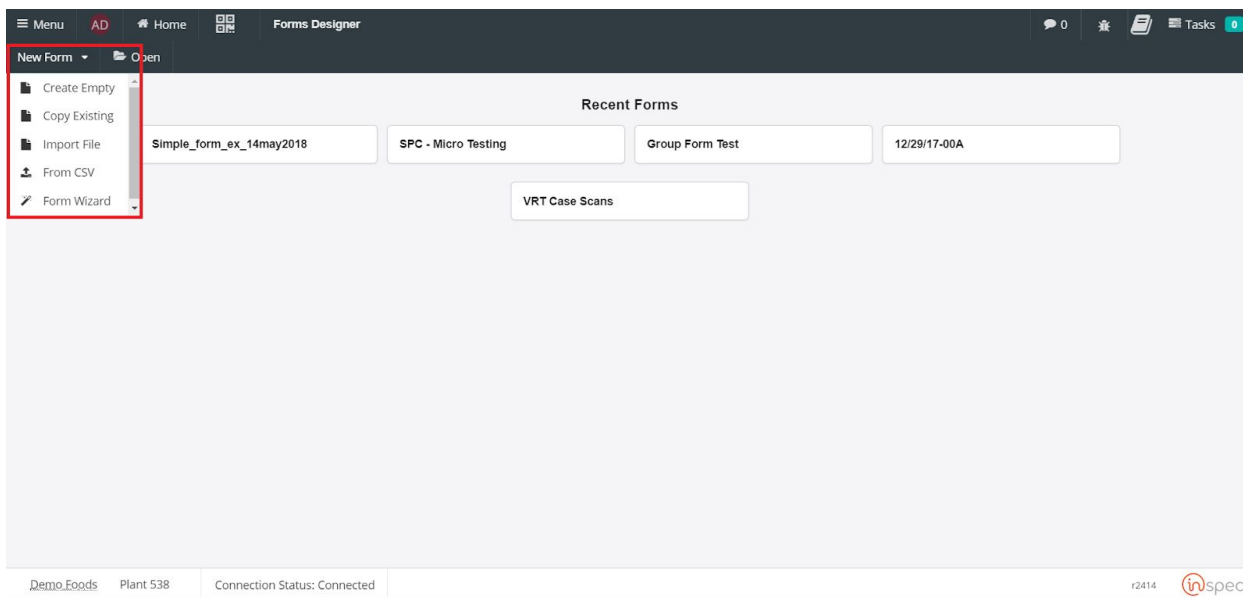 Menu AD Home Forms Designer 0 Tasks 0
New Form Open
Create Empty
Copy Existing
Import File
From CSV
Form Wizard
Recent Forms
Simple_form_ex_14may2018 SPC - Micro Testing Group Form Test 12/29/17-00A
VRT Case Scans
Demo Foods Plant 538 Connection Status: Connected r2414 inspec